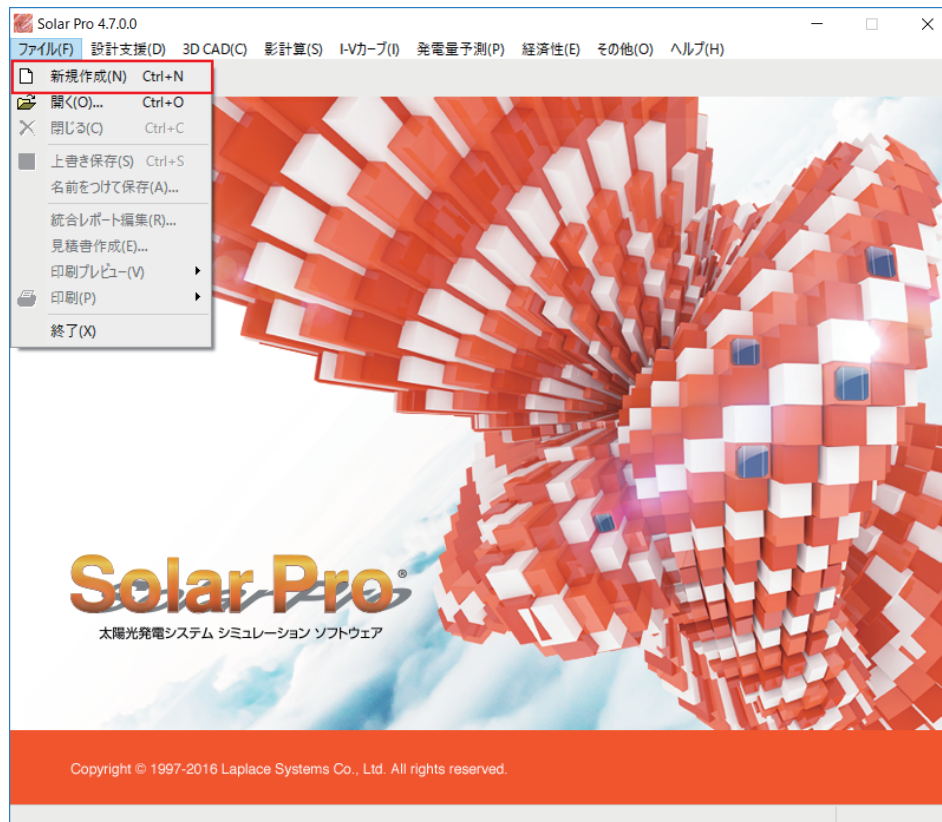 Solar Pro 4.7.0.0
ファイル(F) 設計支援(D) 3D CAD(C) 影計算(S) I-Vカーブ(I) 発電量予測(P) 経済性(E) その他(O) ヘルプ(H)
新規作成(N) Ctrl+N
開く(O)... Ctrl+O
閉じる(C) Ctrl+C
上書き保存(S) Ctrl+S
名前をつけて保存(A)...
統合レポート編集(R)...
見積書作成(E)...
印刷プレビュー(V)
印刷(P)
終了(X)
Solar Pro®
太陽光発電システム シミュレーション ソフトウェア
Copyright © 1997-2016 Laplace Systems Co., Ltd. All rights reserved.